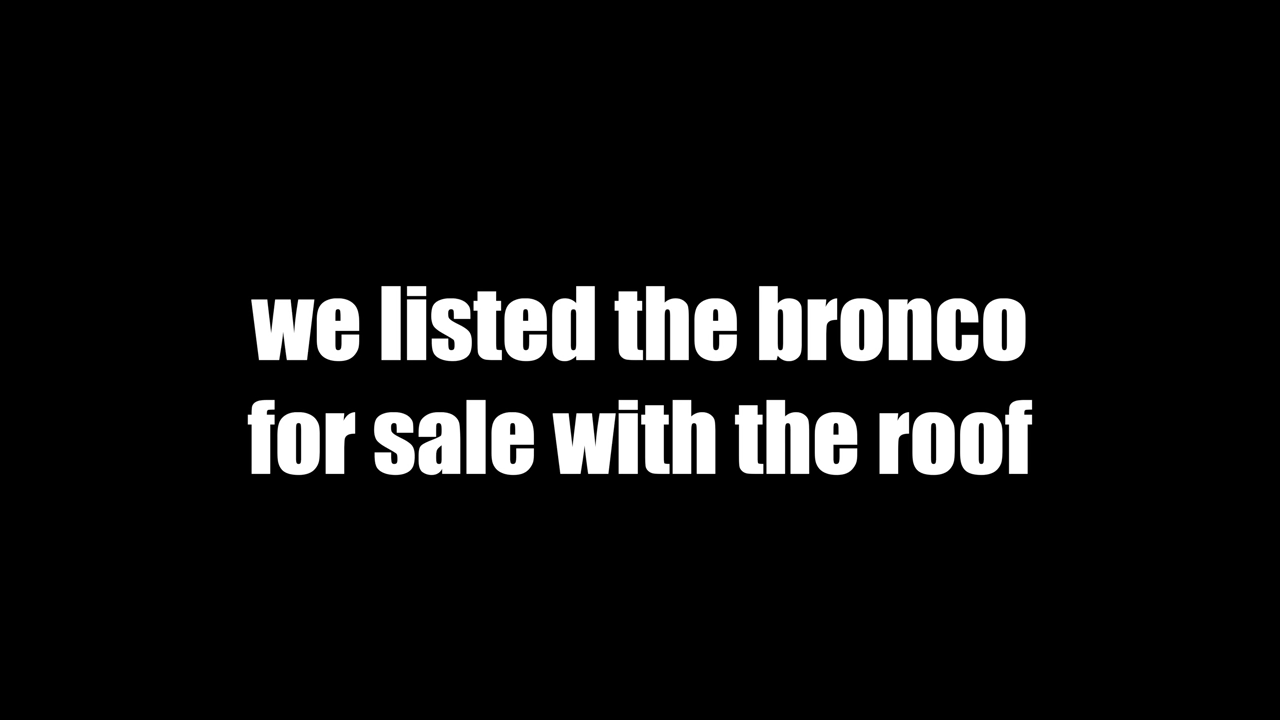 we listed the bronco
for sale with the roof